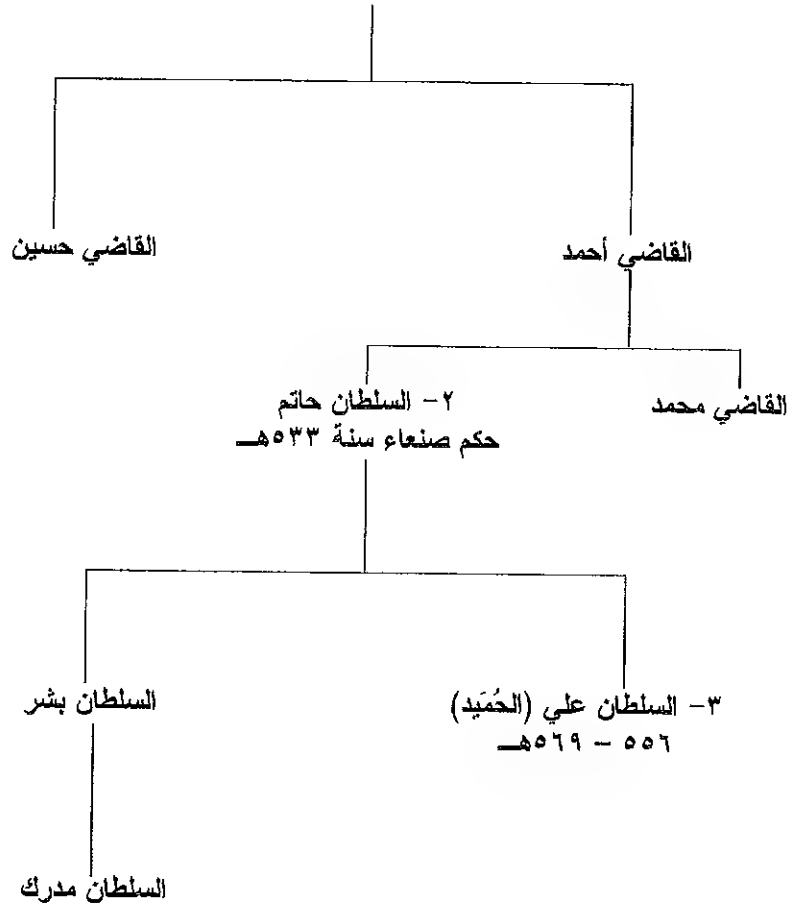 القاضي أحمد
القاضي حسين
القاضي محمد
٢- السلطان حاتم
حكم صنعاء سنة ٥٣٣هـ
٣- السلطان علي (الحُمَيد)
٥٥٦ – ٥٦٩هـ
السلطان بشر
السلطان مدرك